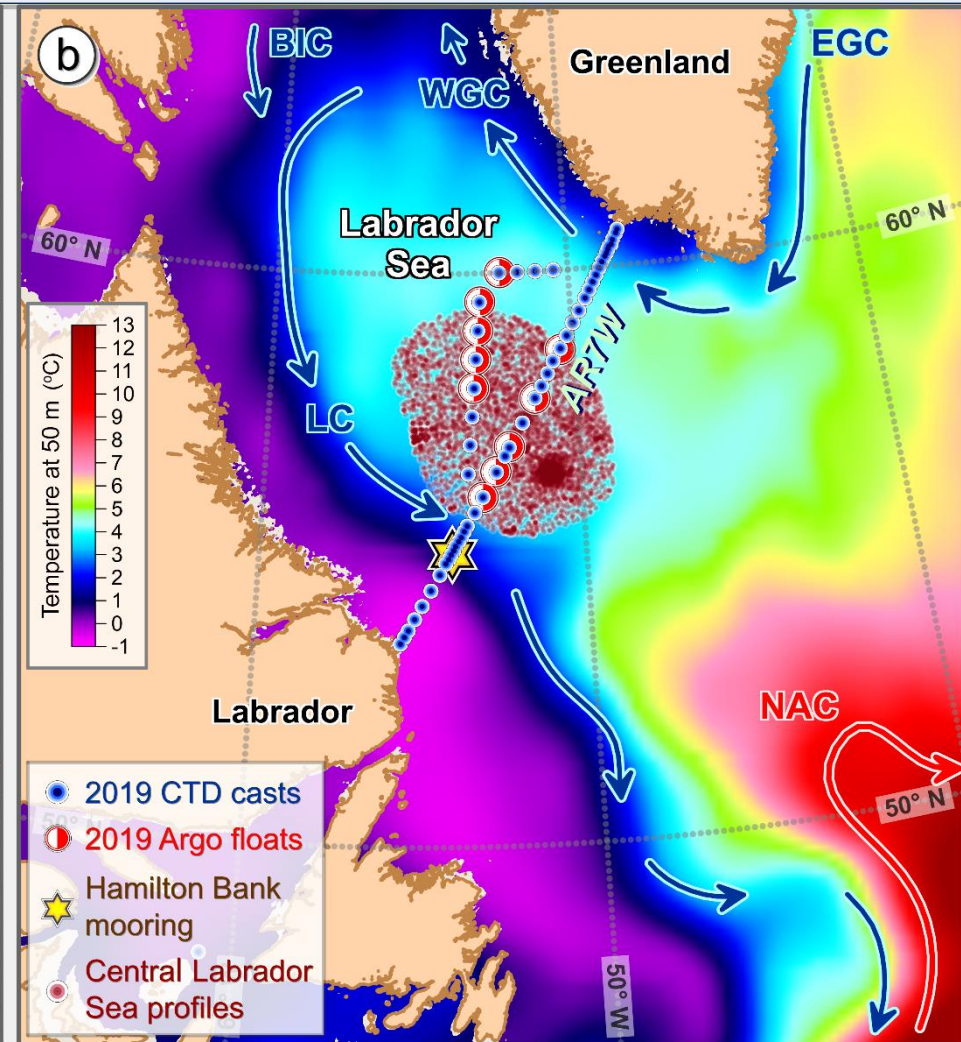 b
BIC
WGC
Greenland
EGC
Labrador
Sea
60° N
60° N
AR7W
LC
Temperature at 50 m (°C)
13
12
11
10
9
8
7
6
5
4
3
2
1
0
-1
Labrador
NAC
50° N
50° N
50° W
2019 CTD casts
2019 Argo floats
Hamilton Bank
mooring
Central Labrador
Sea profiles